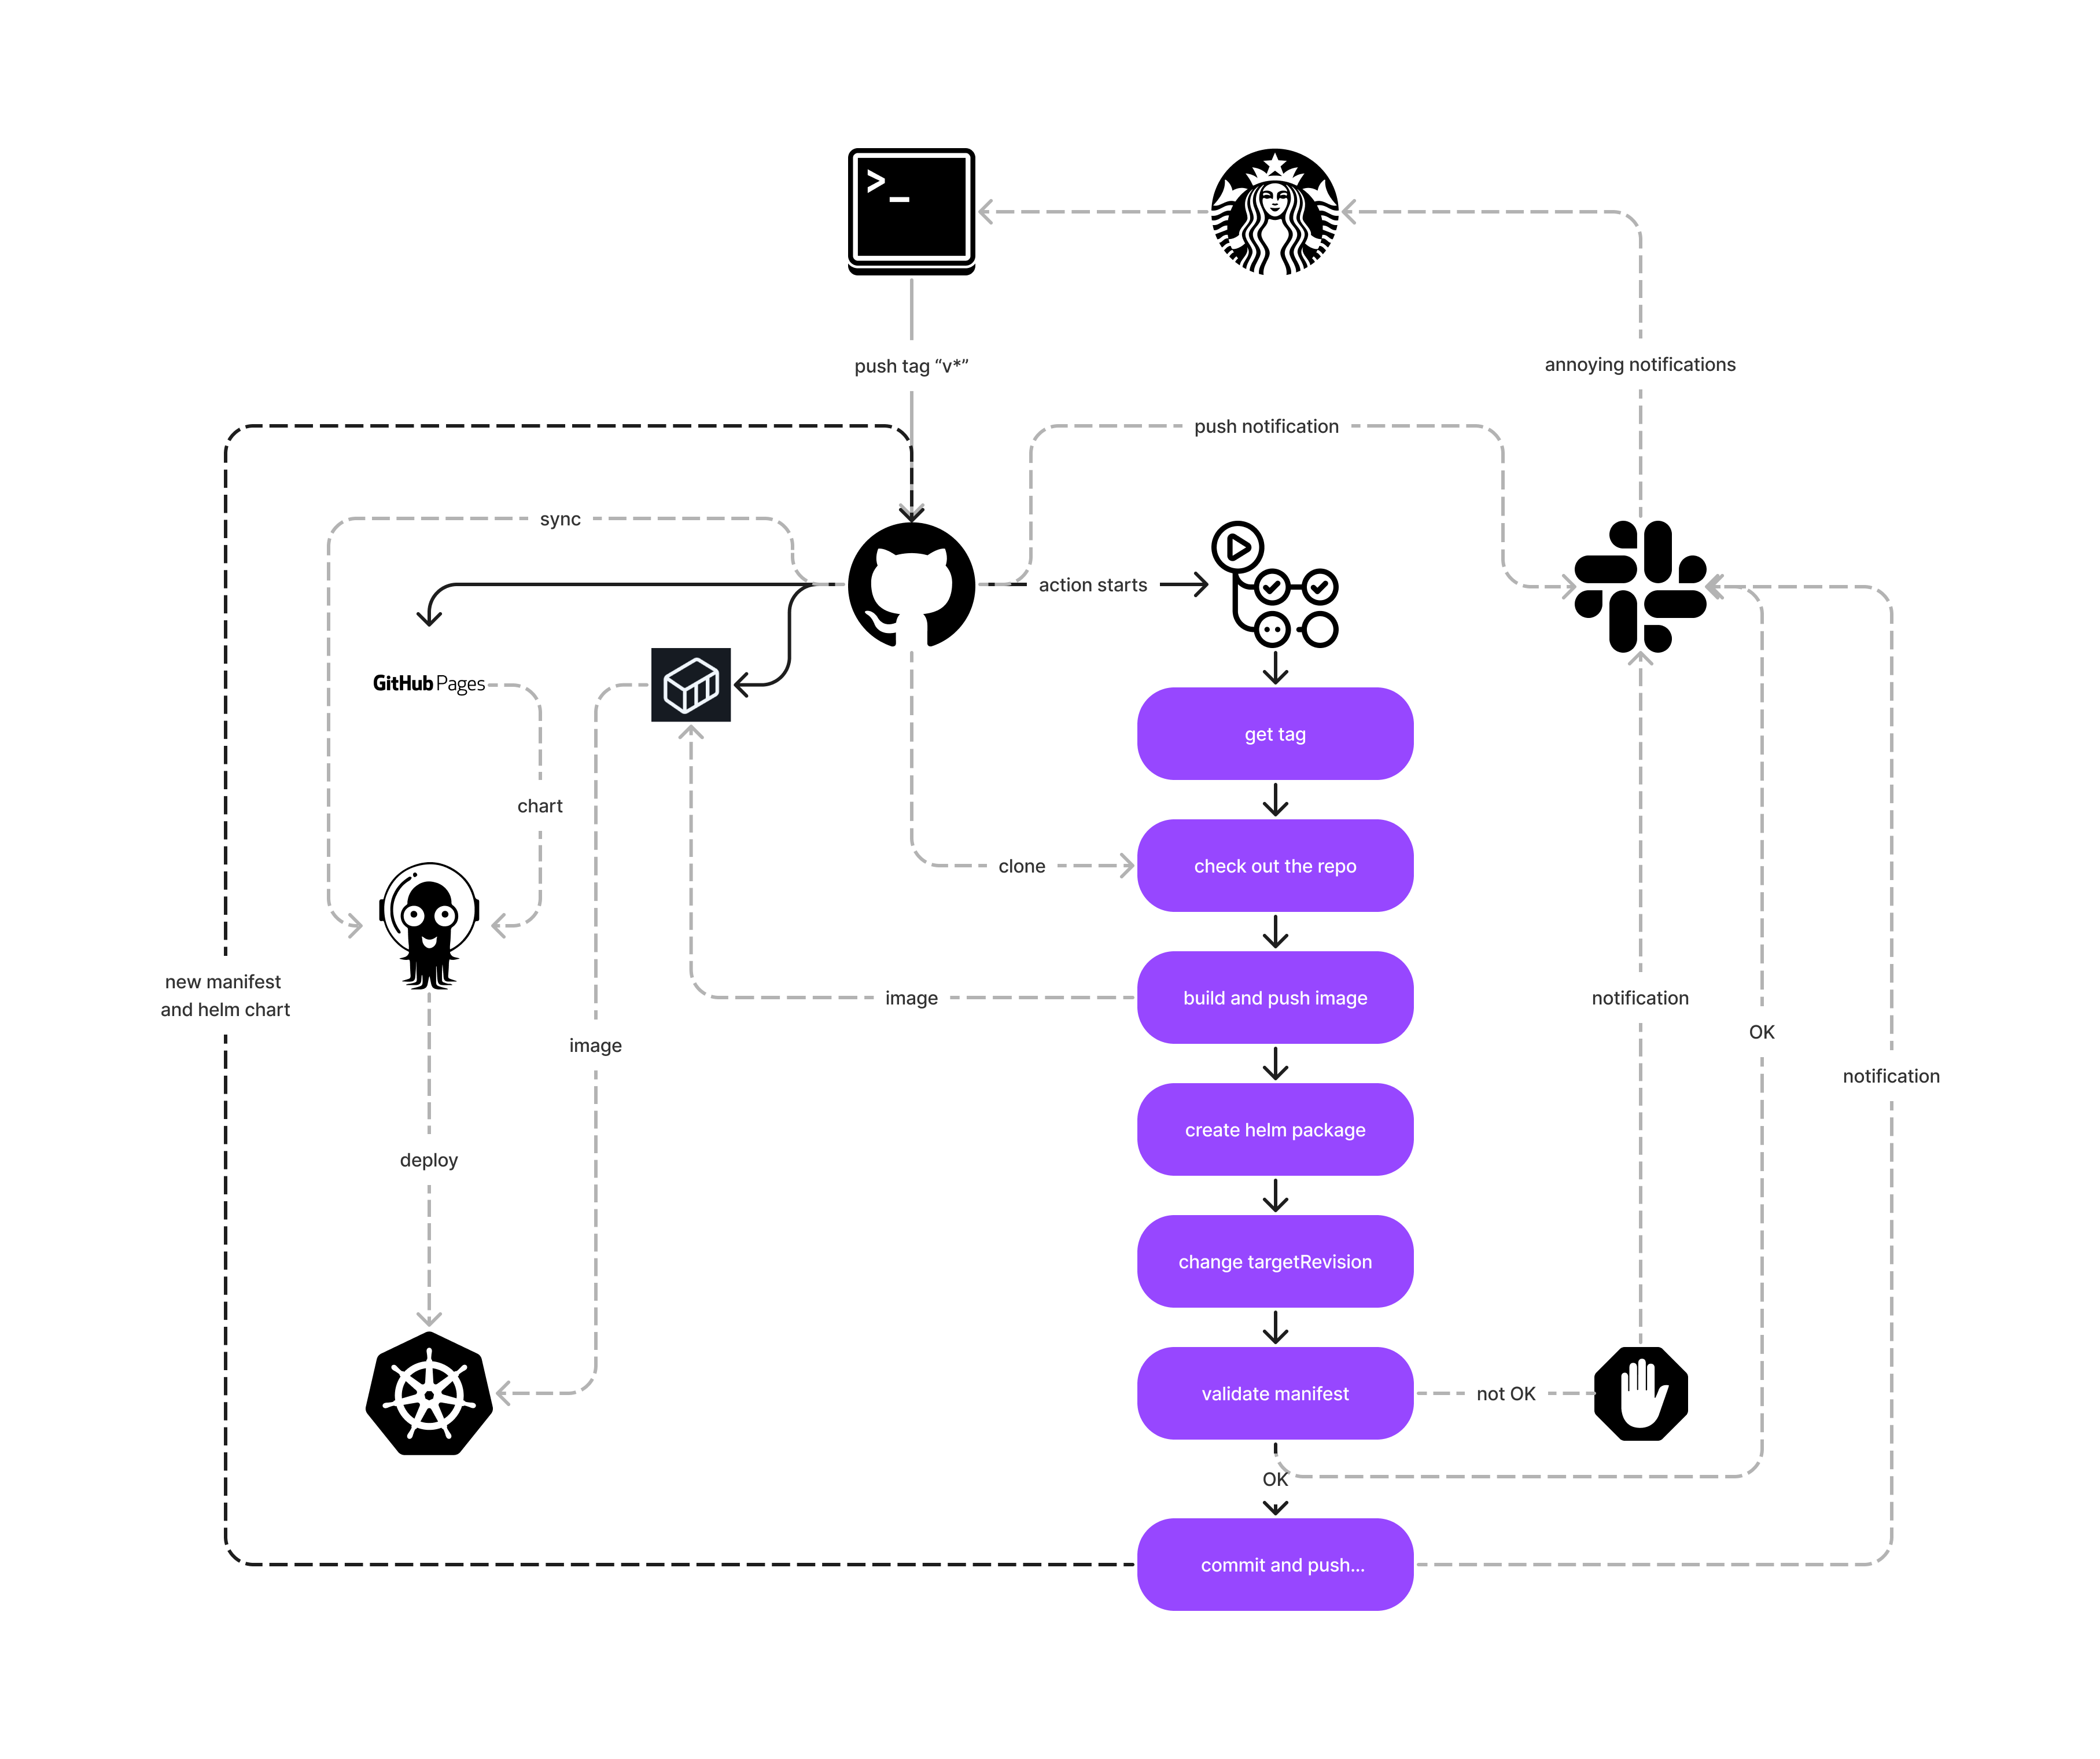 >_
push tag “v*”
annoying notifications
push notification
sync
action starts
GitHub Pages
get tag
chart
clone
check out the repo
new manifest
and helm chart
image
build and push image
notification
OK
image
notification
create helm package
deploy
change targetRevision
validate manifest
not OK
OK
commit and push...